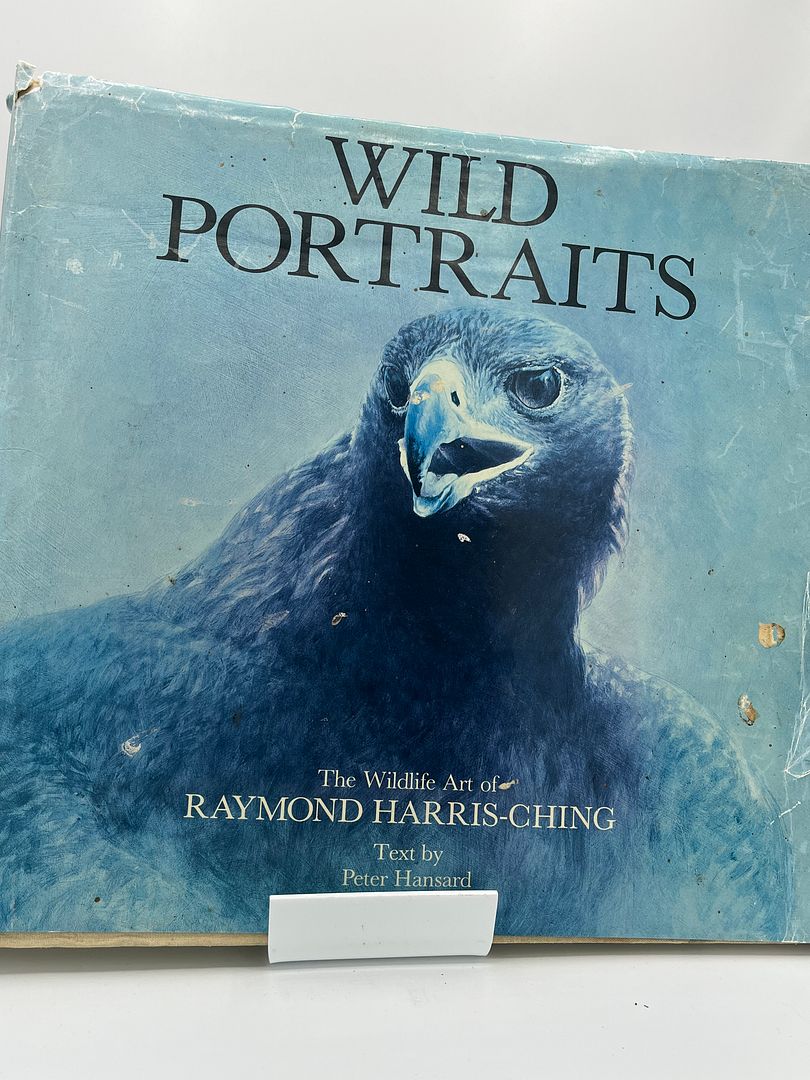 WILD
PORTRAITS
The Wildlife Art of
RAYMOND HARRIS-CHING
Text by
Peter Hansard